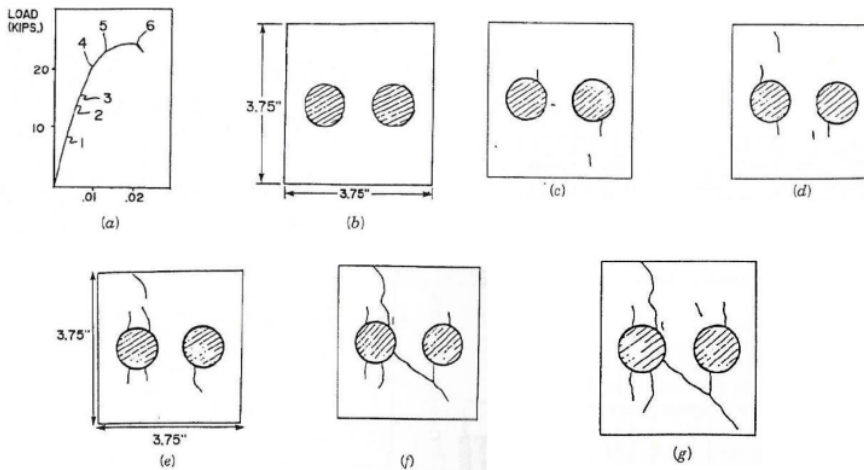 LOAD
(KIPS.)
20
10
1
2
3
4
5
6
.01 .02
(a)
3.75"
3.75"
(b)
(c)
(d)
3.75"
3.75"
(e)
(f)
(g)